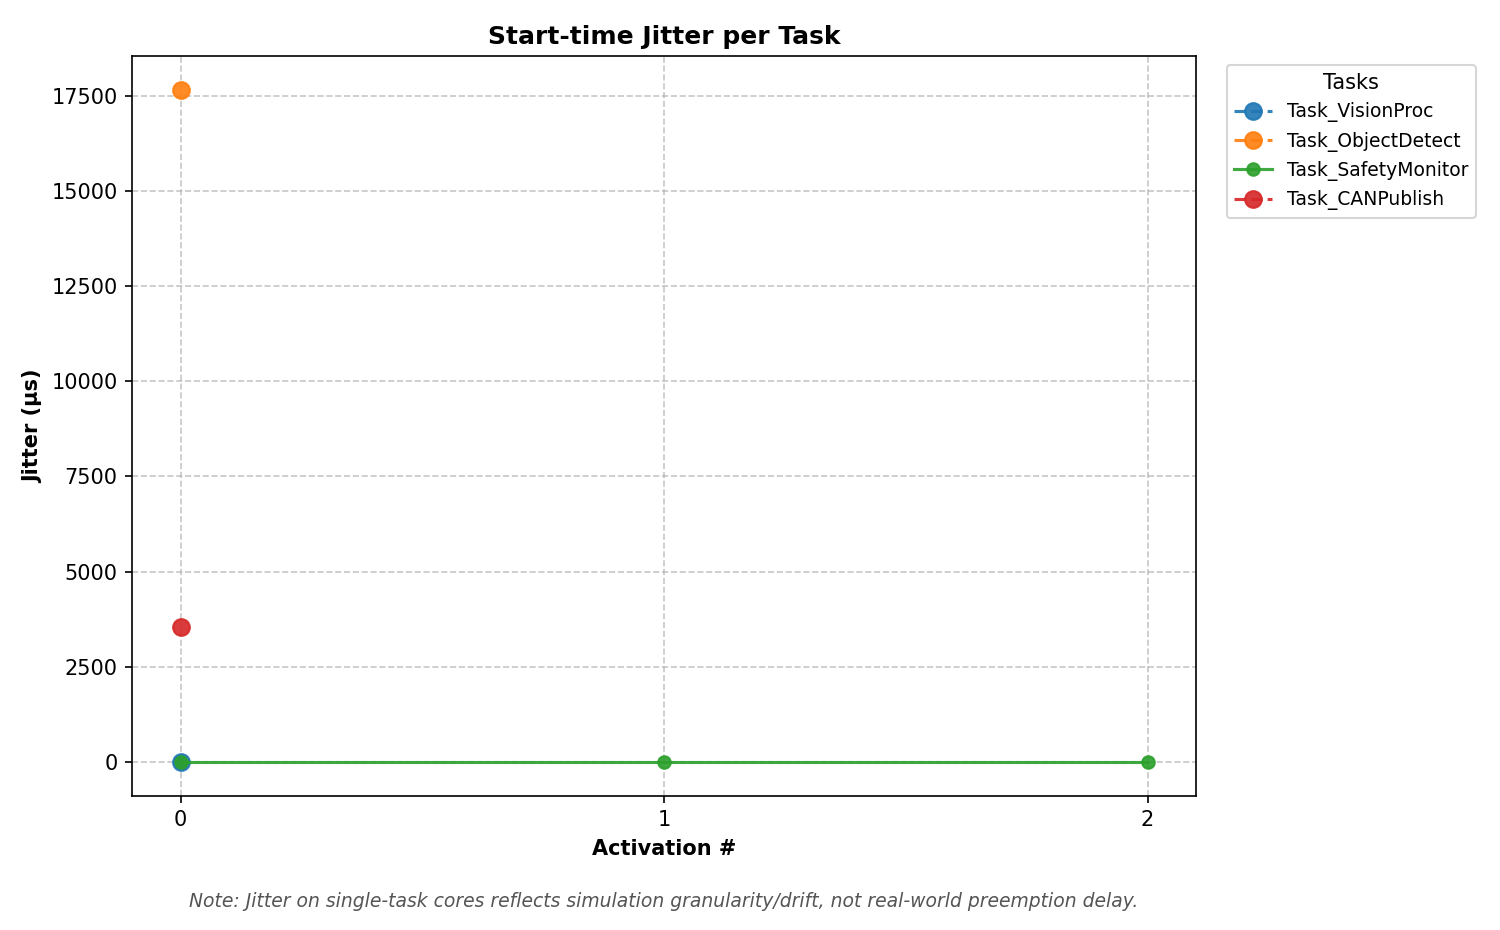 Start-time Jitter per Task
Tasks
Task_VisionProc
Task_ObjectDetect
Task_SafetyMonitor
Task_CANPublish
Jitter (µs)
17500
15000
12500
10000
7500
5000
2500
0
0 1 2
Activation #
Note: Jitter on single-task cores reflects simulation granularity/drift, not real-world preemption delay.